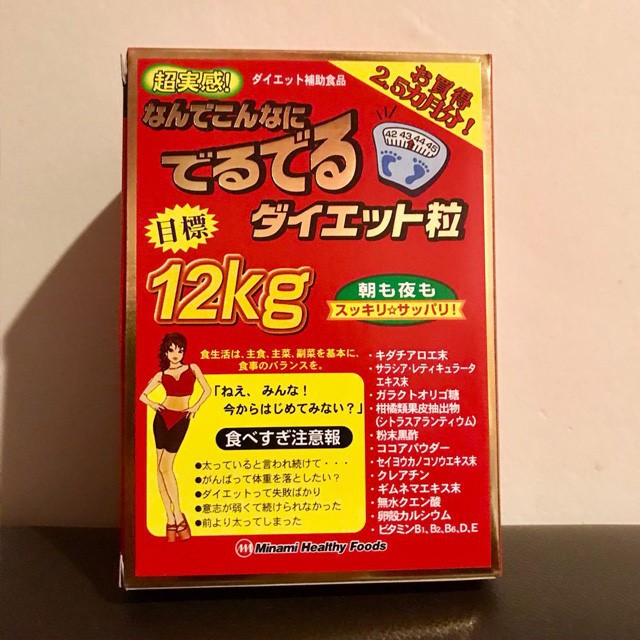 超実感!
ダイエット補助食品
お買得
2.5カ月分!
なんでこんなに
でるでる
42 43 44 45
ダイエット粒
目標
12kg
朝も夜も
スッキリ☆サッパリ!
食生活は、主食、主菜、副菜を基本に、
食事のバランスを。
「ねえ、みんな!
今からはじめてみない?」
食べすぎ注意報
●太っていると言われ続けて・・・
●がんばって体重を落としたい?
●ダイエットって失敗ばかり
●意志が弱くて続けられなかった
●前より太ってしまった
・キダチアロエ末
・サラシア・レティキュラータ
エキス末
・ガラクトオリゴ糖
・柑橘類果皮抽出物
(シトラスアランティウム)
・粉末黒酢
・ココアパウダー
・セイヨウカノコソウエキス末
・クレアチン
・ギムネマエキス末
・無水クエン酸
・卵殻カルシウム
・ビタミンB1、B2、B6、D、E
Minami Healthy Foods